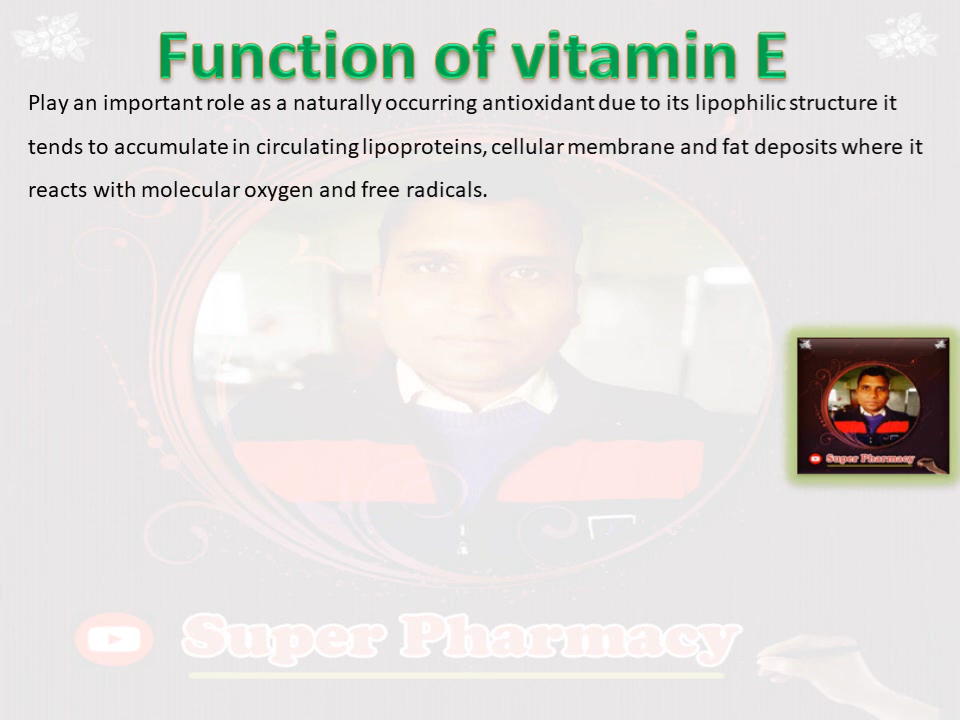 Function of vitamin E
Play an important role as a naturally occurring antioxidant due to its lipophilic structure it
tends to accumulate in circulating lipoproteins, cellular membrane and fat deposits where it
reacts with molecular oxygen and free radicals.
Super Pharmacy
Super Pharmacy